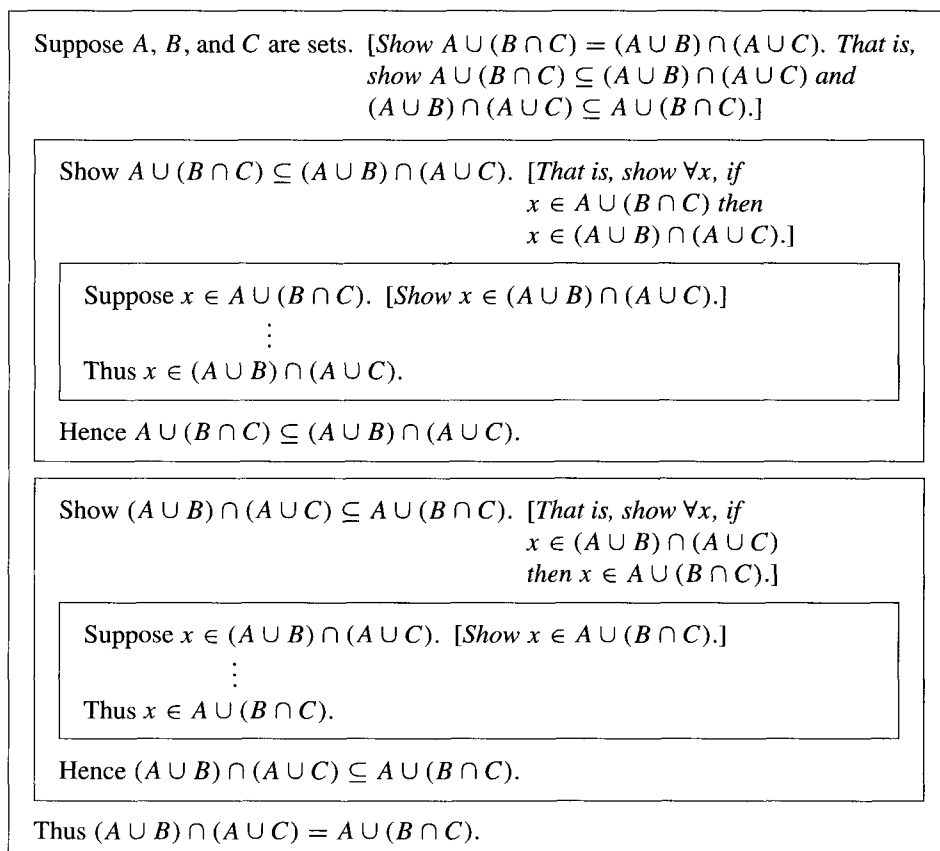 Suppose A, B, and C are sets. [Show A ∪ (B ∩ C) = (A ∪ B) ∩ (A ∪ C). That is,
show A ∪ (B ∩ C) ⊆ (A ∪ B) ∩ (A ∪ C) and
(A ∪ B) ∩ (A ∪ C) ⊆ A ∪ (B ∩ C).]
Show A ∪ (B ∩ C) ⊆ (A ∪ B) ∩ (A ∪ C). [That is, show ∀x, if
x ∈ A ∪ (B ∩ C) then
x ∈ (A ∪ B) ∩ (A ∪ C).]
Suppose x ∈ A ∪ (B ∩ C). [Show x ∈ (A ∪ B) ∩ (A ∪ C).]
⋮
Thus x ∈ (A ∪ B) ∩ (A ∪ C).
Hence A ∪ (B ∩ C) ⊆ (A ∪ B) ∩ (A ∪ C).
Show (A ∪ B) ∩ (A ∪ C) ⊆ A ∪ (B ∩ C). [That is, show ∀x, if
x ∈ (A ∪ B) ∩ (A ∪ C)
then x ∈ A ∪ (B ∩ C).]
Suppose x ∈ (A ∪ B) ∩ (A ∪ C). [Show x ∈ A ∪ (B ∩ C).]
⋮
Thus x ∈ A ∪ (B ∩ C).
Hence (A ∪ B) ∩ (A ∪ C) ⊆ A ∪ (B ∩ C).
Thus (A ∪ B) ∩ (A ∪ C) = A ∪ (B ∩ C).